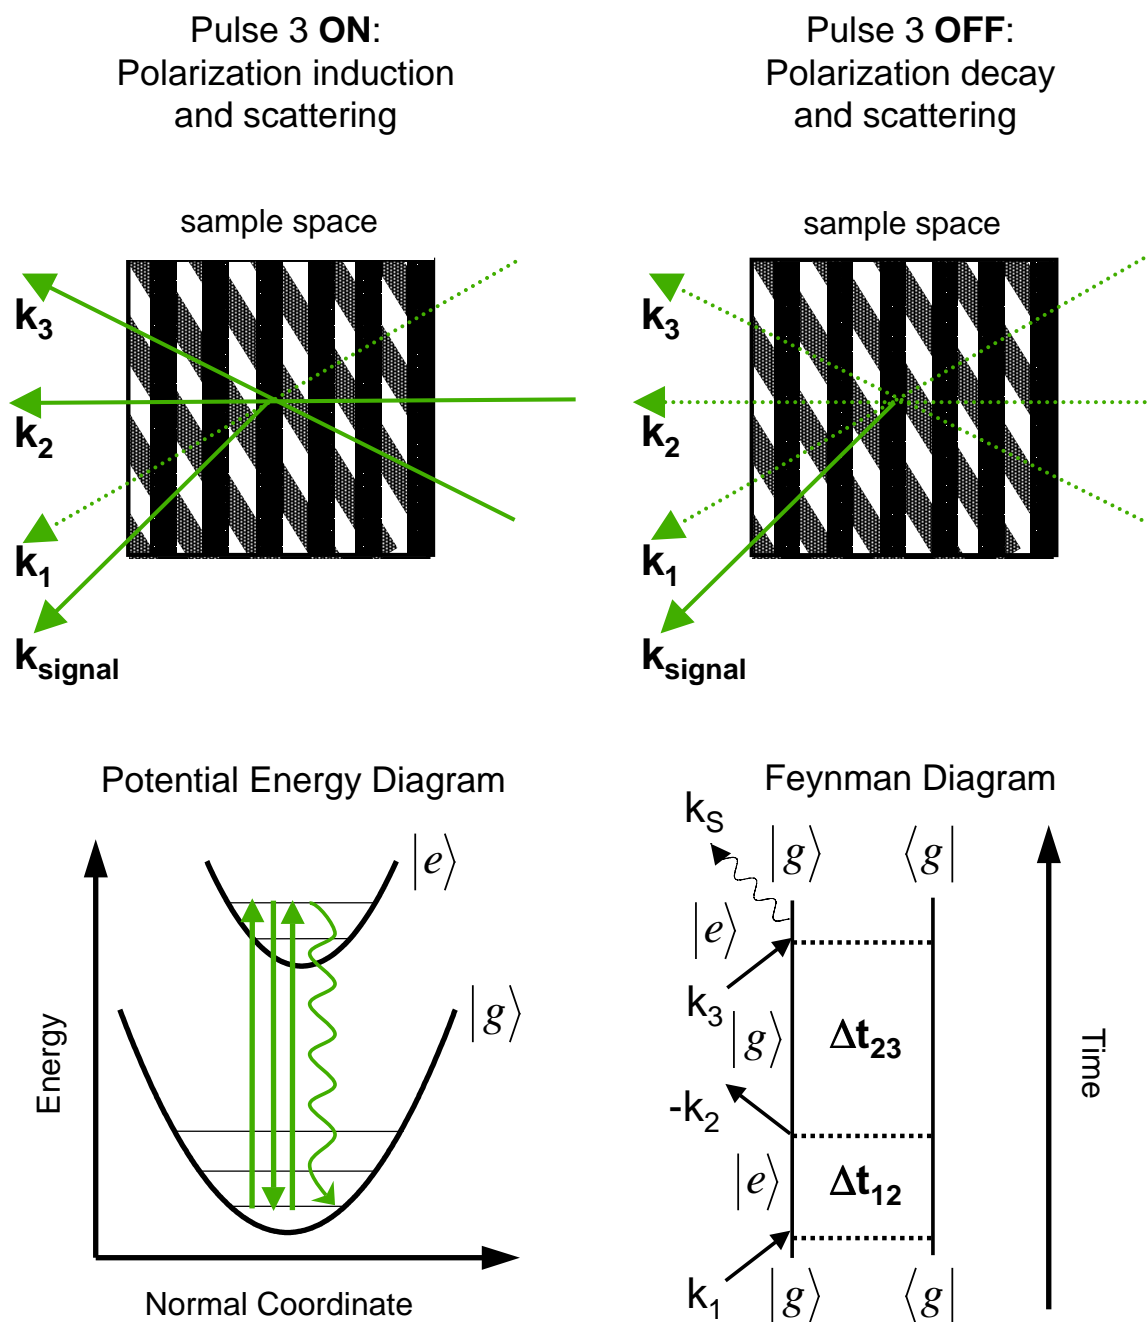 Pulse 3 ON:
Polarization induction
and scattering
Pulse 3 OFF:
Polarization decay
and scattering
sample space
k3
k2
k1
ksignal
sample space
k3
k2
k1
ksignal
Potential Energy Diagram
|e⟩
|g⟩
Energy
Normal Coordinate
Feynman Diagram
kS
|g⟩ ⟨g|
|e⟩
k3
|g⟩ Δt23
-k2
|e⟩ Δt12
k1
|g⟩ ⟨g|
Time